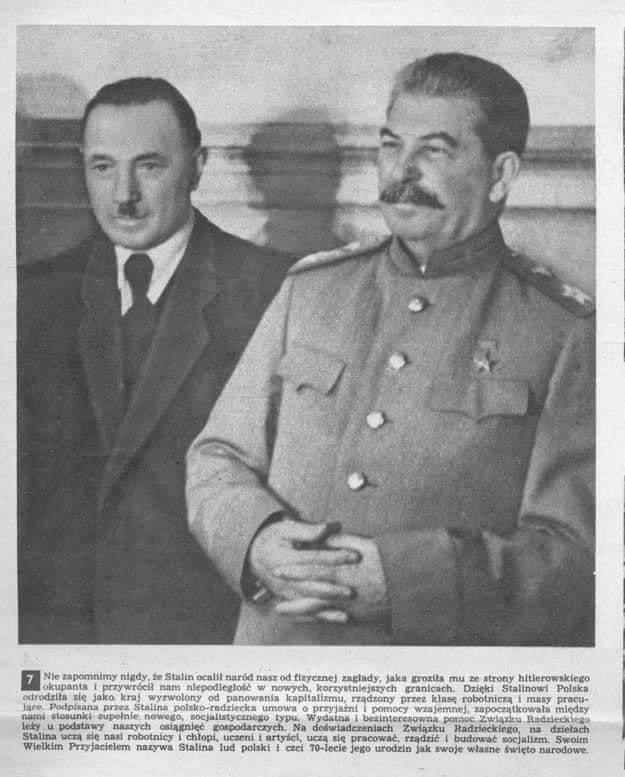 7 Nie zapomnimy nigdy, że Stalin ocalił naród nasz od fizycznej zagłady, jaka groziła mu ze strony hitlerowskiego
okupanta i przywrócił nam niepodległość w nowych, korzystniejszych granicach. Dzięki Stalinowi Polska
odrodziła się jako kraj wyzwolony od panowania kapitalizmu, rządzony przez klasę robotniczą i masy pracu-
jące. Podpisana przez Stalina polsko-radziecka umowa o przyjaźni i pomocy wzajemnej, zapoczątkowała między
nami stosunki zupełnie nowego, socjalistycznego typu. Wydatna i bezinteresowna pomoc Związku Radzieckiego
leży u podstawy naszych osiągnięć gospodarczych. Na doświadczeniach Związku Radzieckiego, na dziełach
Stalina uczą się nasi robotnicy i chłopi, uczeni i artyści, uczą się pracować, rządzić i budować socjalizm. Swoim
Wielkim Przyjacielem nazywa Stalina lud polski i czci 70-lecie jego urodzin jak swoje własne święto narodowe.